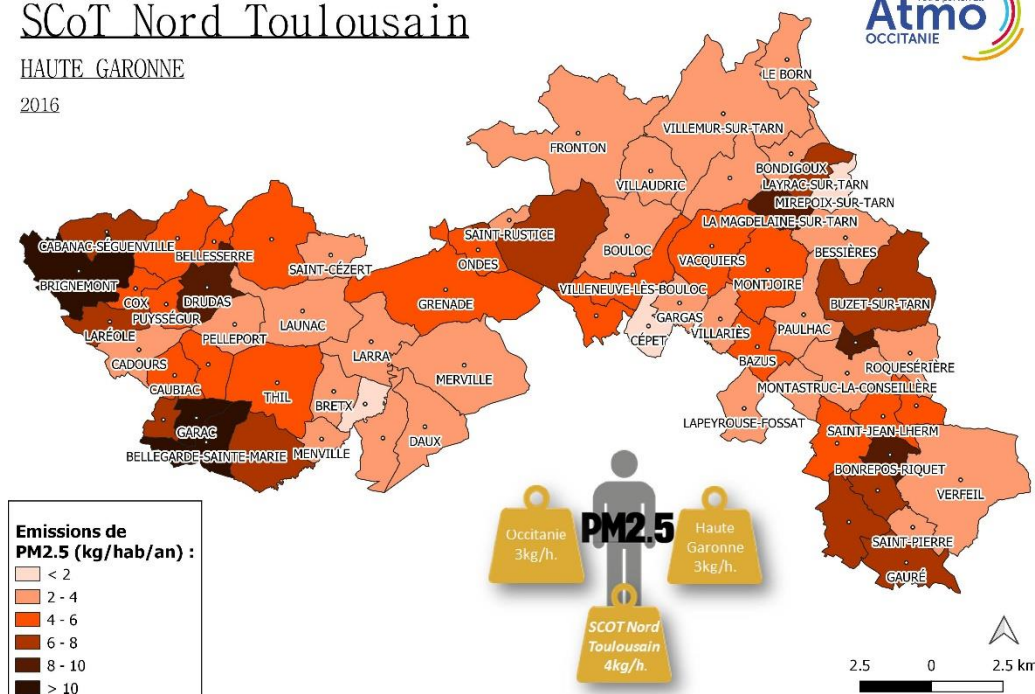 SCoT Nord Toulousain
HAUTE GARONNE
2016
Atmo
OCCITANIE
LE BORN
VILLEMUR-SUR-TARN
FRONTON
BONDIGOUX
VILLAUDRIC
LAYRAC-SUR-TARN
MIREPOIX-SUR-TARN
LA MAGDELAINE-SUR-TARN
SAINT-RUSTICE
CABANAC-SÉGUENVILLE
BELLESSERRE
BOULOC
BESSIÈRES
SAINT-CÉZERT
ONDES
VACQUIERS
BRIGNEMONT
VILLENEUVE-LÈS-BOULOC
MONTJOIRE
COX
DRUDAS
GRENADE
BUZET-SUR-TARN
PUYSSÉGUR
GARGAS
LAUNAC
LARÉOLE
PELLEPORT
CÉPET
VILLARIÈS
PAULHAC
LARRA
CADOURS
BAZUS
ROQUESÉRIÈRE
MERVILLE
CAUBIAC
MONTASTRUC-LA-CONSEILLÈRE
THIL
BRETX
LAPEYROUSE-FOSSAT
GARAC
SAINT-JEAN-LHERM
DAUX
BELLEGARDE-SAINTE-MARIE
MENVILLE
BONREPOS-RIQUET
VERFEIL
SAINT-PIERRE
GAURÉ
Emissions de
PM2.5 (kg/hab/an) :
< 2
2 - 4
4 - 6
6 - 8
8 - 10
> 10
Occitanie
3kg/h.
PM2.5
Haute
Garonne
3kg/h.
SCOT Nord
Toulousain
4kg/h.
2.5 0 2.5 km